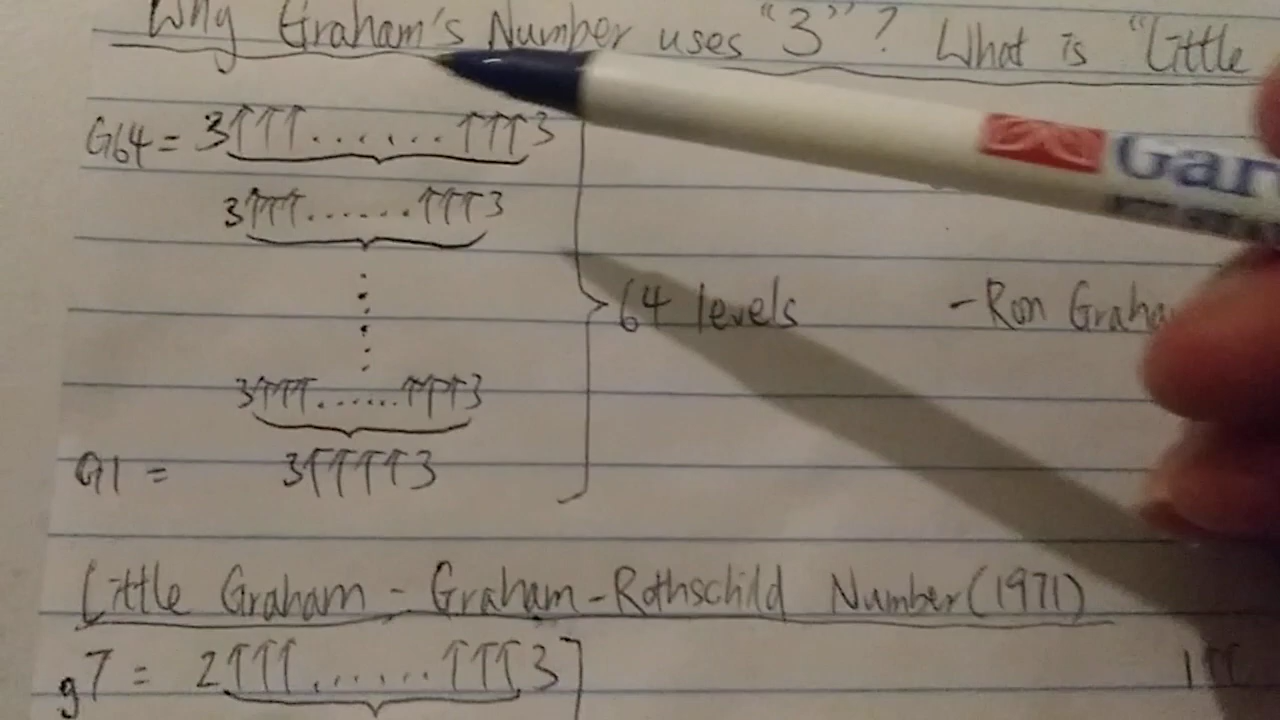 Why Graham's Number uses "3"? What is "Little
G64 = 3↑↑↑.......↑↑↑3
3↑↑↑......↑↑↑3
64 levels -Ron Graha
3↑↑↑......↑↑↑3
G1 = 3↑↑↑↑3
Little Graham - Graham-Rothschild Number (1971)
g7 = 2↑↑↑......↑↑↑3
Gar